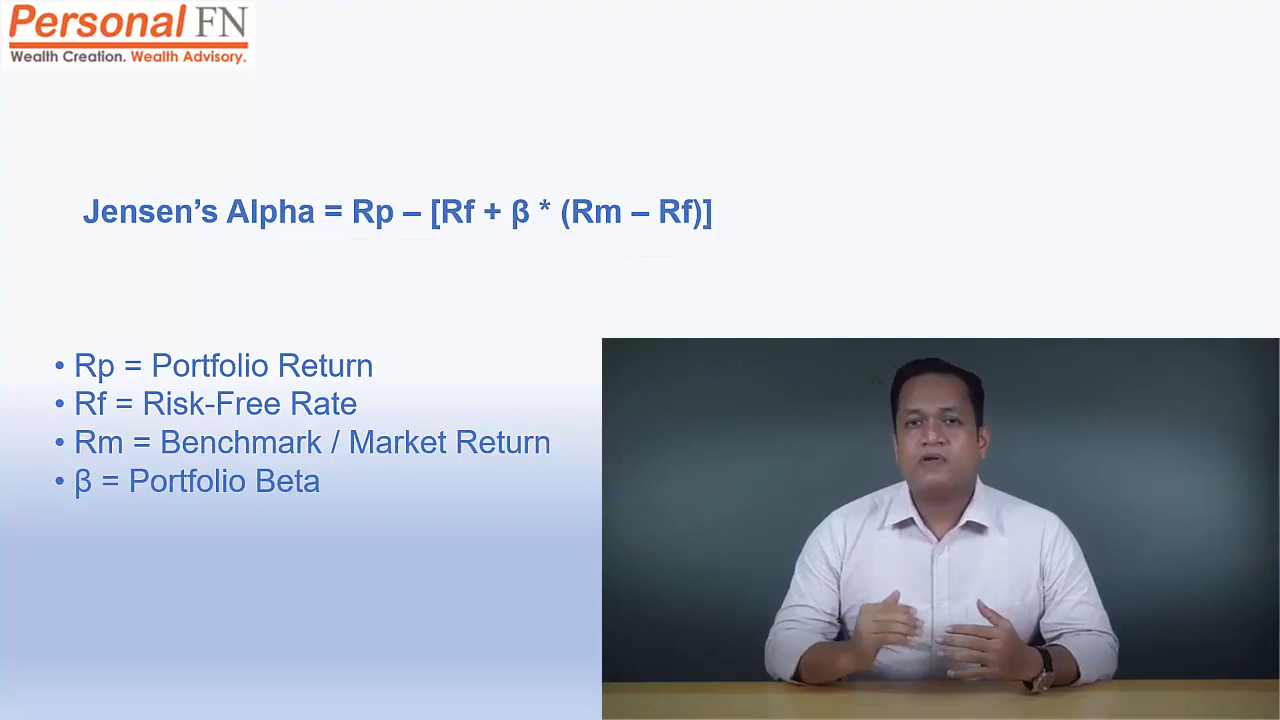 Personal FN
Wealth Creation. Wealth Advisory.
Jensen’s Alpha = Rp – [Rf + β * (Rm – Rf)]
• Rp = Portfolio Return
• Rf = Risk-Free Rate
• Rm = Benchmark / Market Return
• β = Portfolio Beta